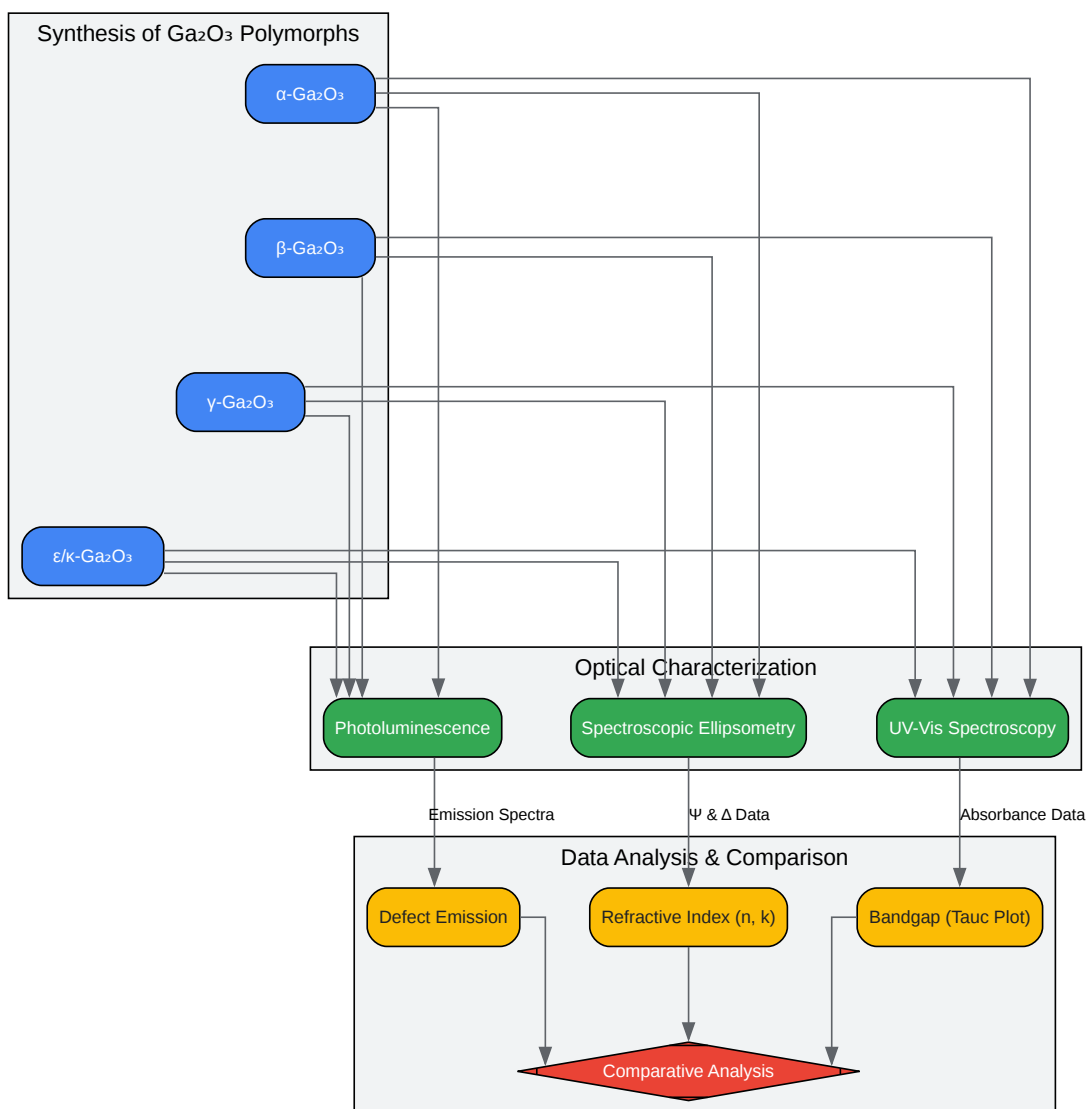 Synthesis of Ga₂O₃ Polymorphs
α-Ga₂O₃
β-Ga₂O₃
γ-Ga₂O₃
ε/κ-Ga₂O₃
Optical Characterization
Photoluminescence
Spectroscopic Ellipsometry
UV-Vis Spectroscopy
Emission Spectra
Ψ & Δ Data
Absorbance Data
Data Analysis & Comparison
Defect Emission
Refractive Index (n, k)
Bandgap (Tauc Plot)
Comparative Analysis